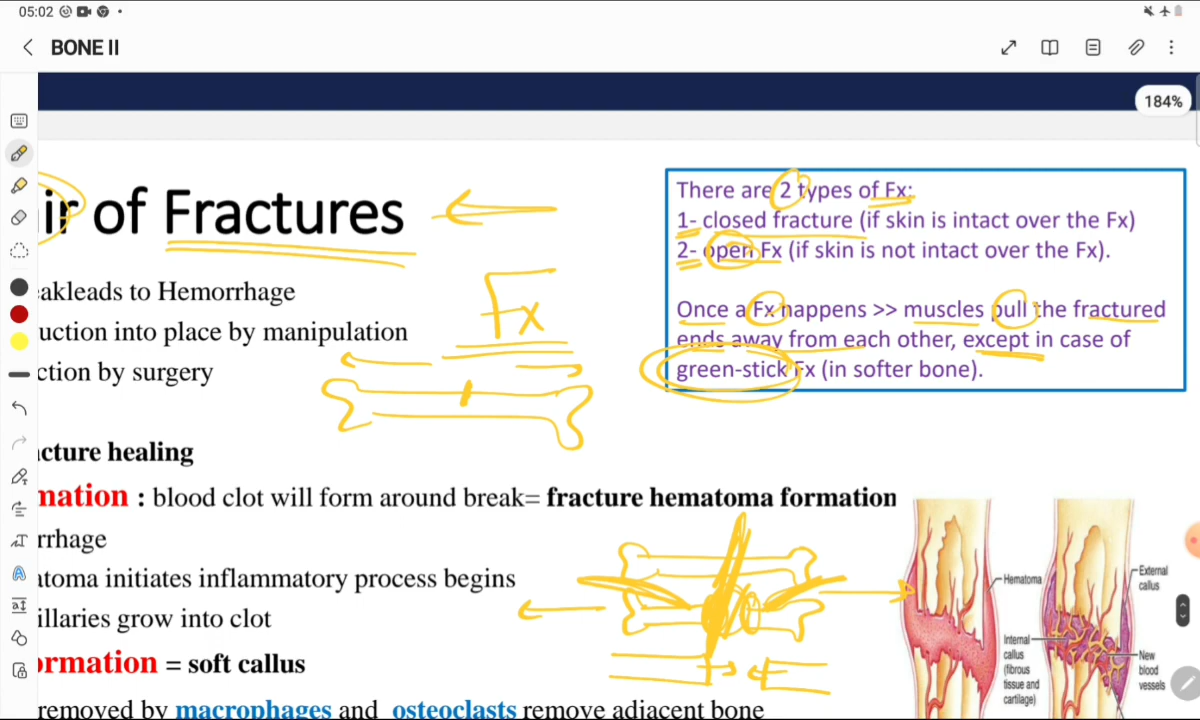 05:02
BONE II
184%
ir of Fractures
There are 2 types of Fx:
1- closed fracture (if skin is intact over the Fx)
2- open Fx (if skin is not intact over the Fx).
Once a Fx happens >> muscles pull the fractured
ends away from each other, except in case of
green-stick Fx (in softer bone).
Fx
akleads to Hemorrhage
uction into place by manipulation
ction by surgery
cture healing
mation : blood clot will form around break= fracture hematoma formation
rrhage
atoma initiates inflammatory process begins
illaries grow into clot
ormation = soft callus
removed by macrophages and osteoclasts remove adjacent bone
Hematoma
Internal
callus
(fibrous
tissue and
cartilage)
External
callus
New
blood
vessels